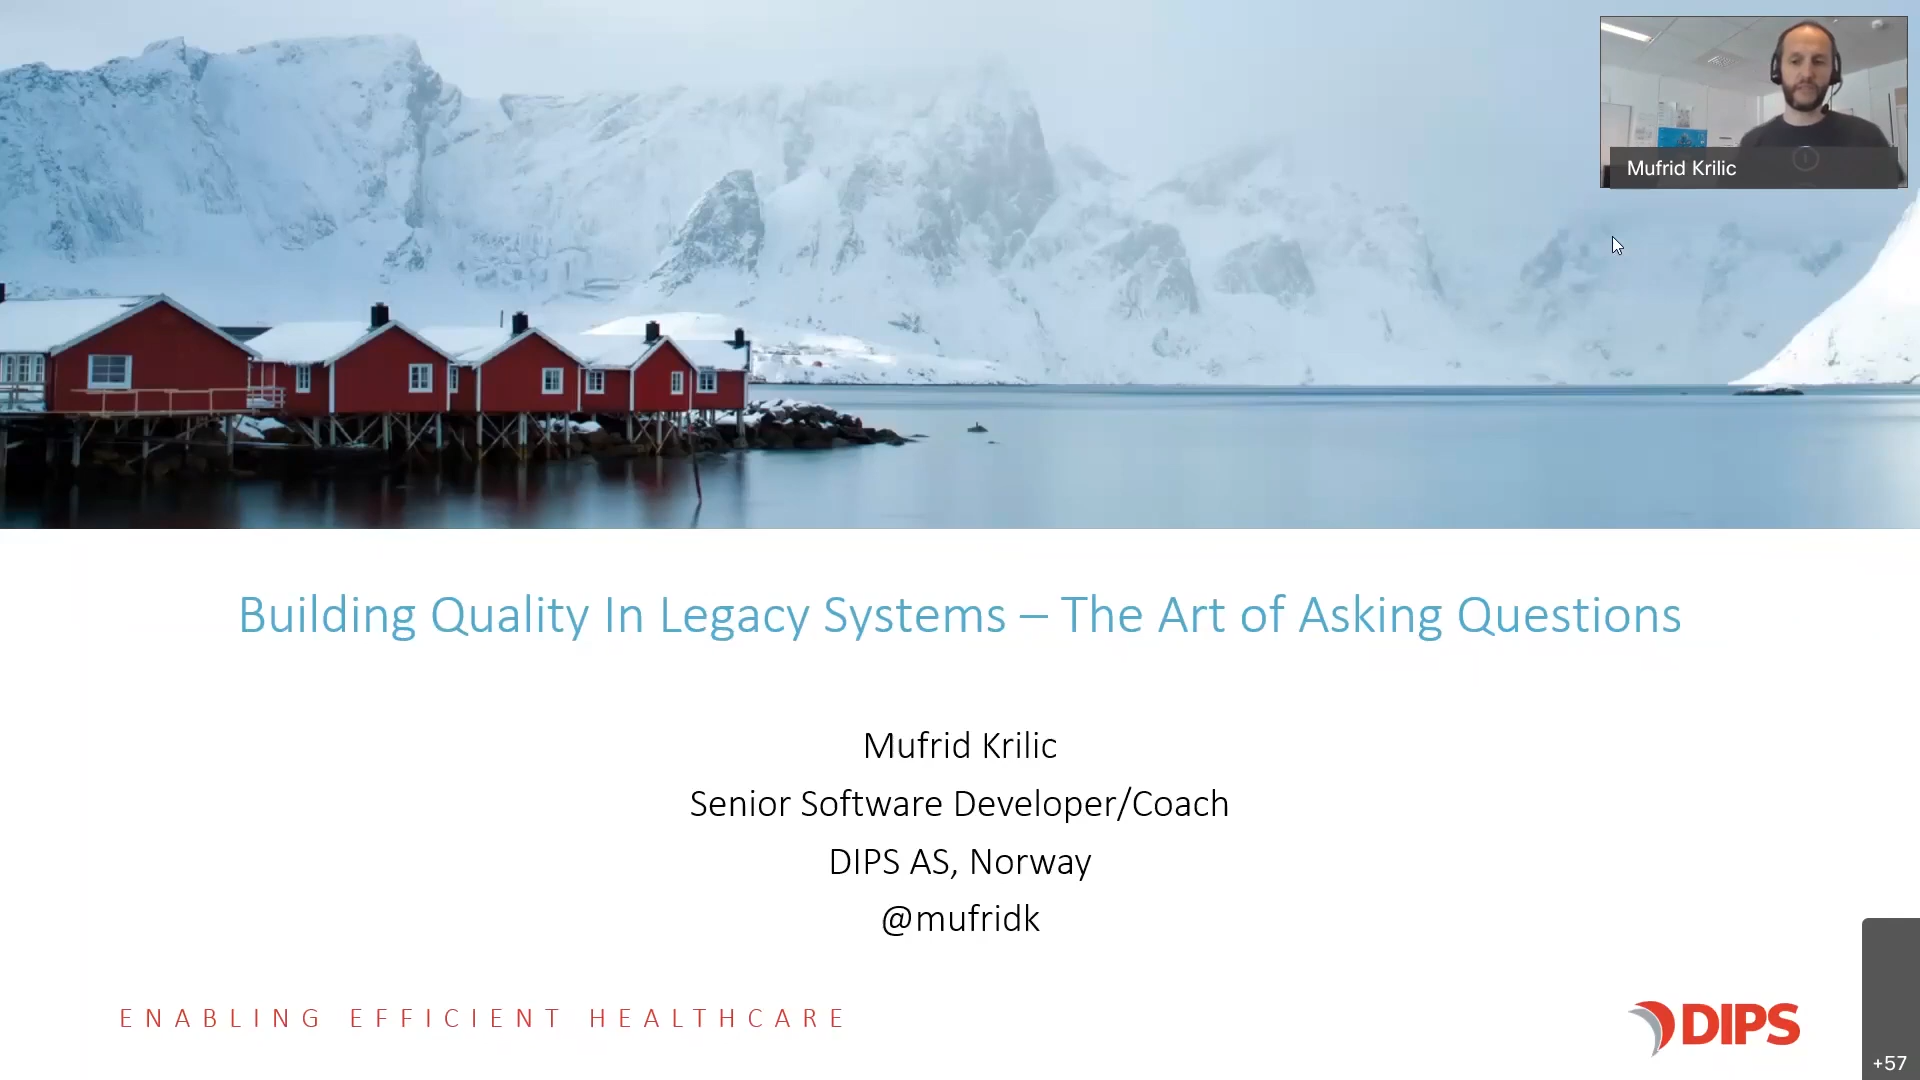 Mufrid Krilic
Building Quality In Legacy Systems – The Art of Asking Questions
Mufrid Krilic
Senior Software Developer/Coach
DIPS AS, Norway
@mufridk
ENABLING EFFICIENT HEALTHCARE
DIPS
+57